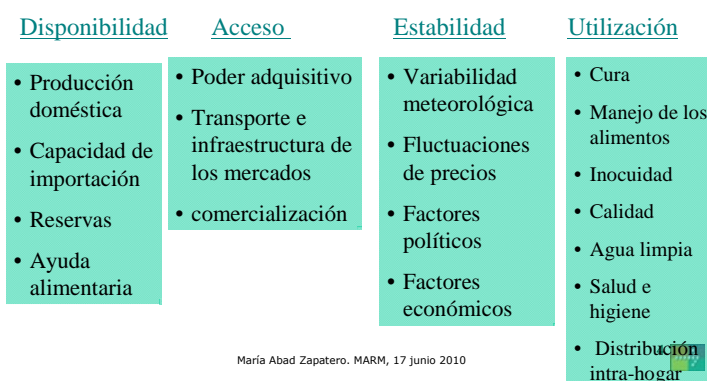 Disponibilidad
• Producción
doméstica
• Capacidad de
importación
• Reservas
• Ayuda
alimentaria
Acceso
• Poder adquisitivo
• Transporte e
infraestructura de
los mercados
• comercialización
Estabilidad
• Variabilidad
meteorológica
• Fluctuaciones
de precios
• Factores
políticos
• Factores
económicos
Utilización
• Cura
• Manejo de los
alimentos
• Inocuidad
• Calidad
• Agua limpia
• Salud e
higiene
• Distribución
intra-hogar
María Abad Zapatero. MARM, 17 junio 2010